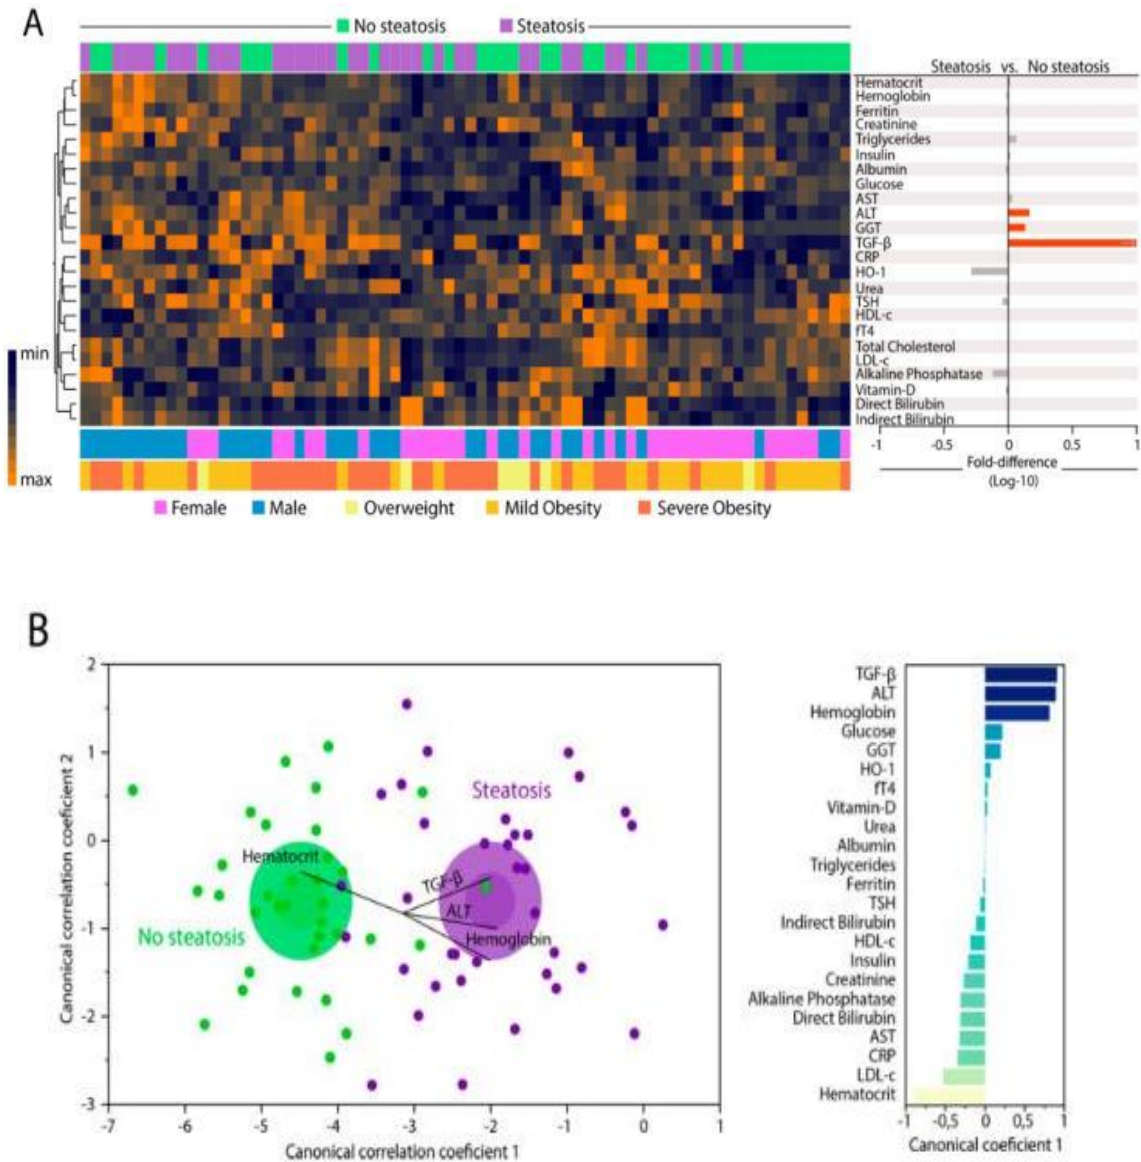 A
No steatosis
Steatosis
Steatosis vs. No steatosis
Hematocrit
Hemoglobin
Ferritin
Creatinine
Triglycerides
Insulin
Albumin
Glucose
AST
ALT
GGT
TGF-β
CRP
HO-1
Urea
TSH
HDL-c
fT4
Total Cholesterol
LDL-c
Alkaline Phosphatase
Vitamin-D
Direct Bilirubin
Indirect Bilirubin
min
max
-1 -0.5 0 0.5 1
Fold-difference
(Log-10)
Female Male Overweight Mild Obesity Severe Obesity
B
2
1
0
-1
-2
-3
Canonical correlation coeficient 2
Steatosis
Hematocrit
TGF-β
ALT
Hemoglobin
No steatosis
-7 -6 -5 -4 -3 -2 -1 0 1
Canonical correlation coeficient 1
TGF-β
ALT
Hemoglobin
Glucose
GGT
HO-1
fT4
Vitamin-D
Urea
Albumin
Triglycerides
Ferritin
TSH
Indirect Bilirubin
HDL-c
Insulin
Creatinine
Alkaline Phosphatase
Direct Bilirubin
AST
CRP
LDL-c
Hematocrit
-1 0,5 0 0,5 1
Canonical coeficient 1